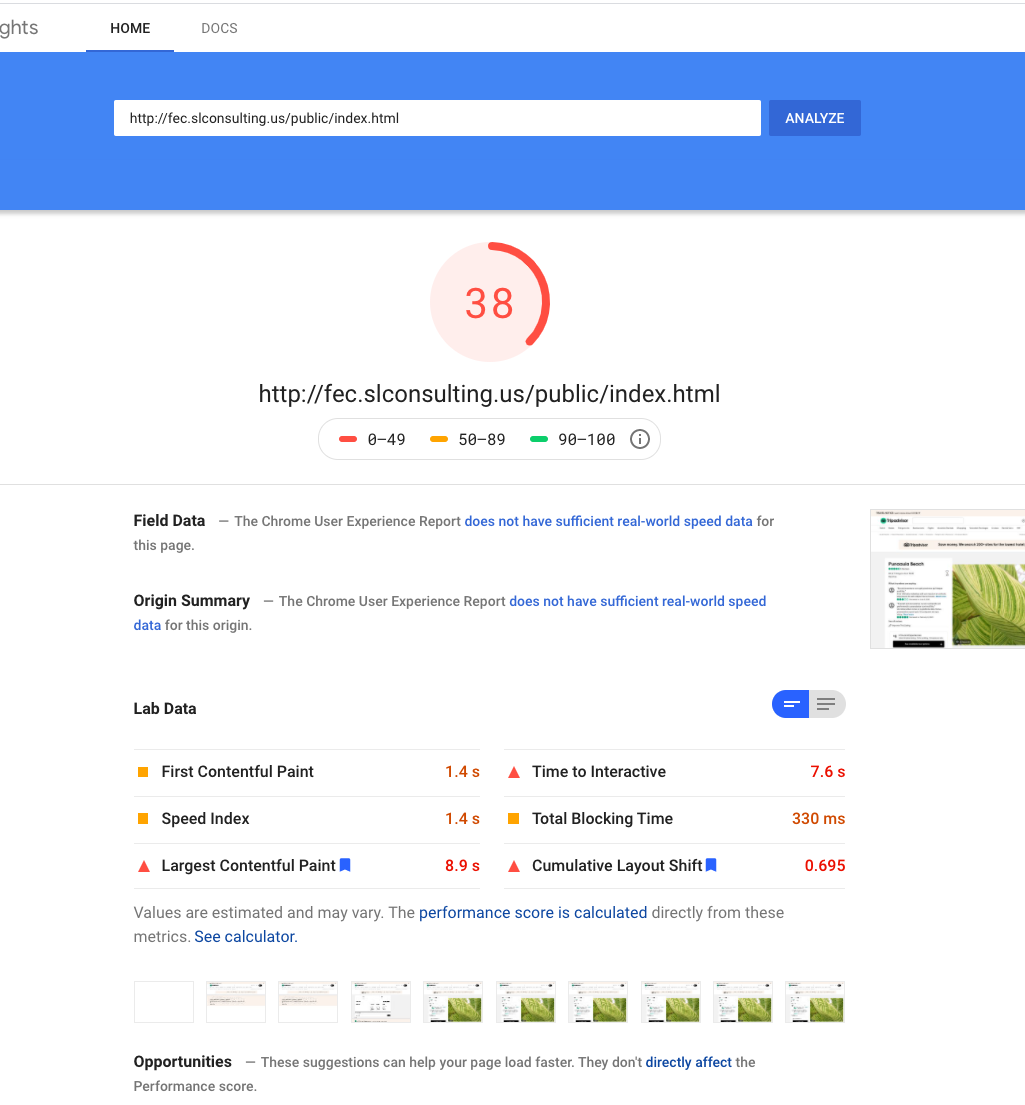 ghts HOME DOCS
http://fec.slconsulting.us/public/index.html ANALYZE
38
http://fec.slconsulting.us/public/index.html
0–49 50–89 90–100
Field Data — The Chrome User Experience Report does not have sufficient real-world speed data for
this page.
Tripadvisor
Origin Summary — The Chrome User Experience Report does not have sufficient real-world speed
data for this origin.
Lab Data
First Contentful Paint 1.4 s
Time to Interactive 7.6 s
Speed Index 1.4 s
Total Blocking Time 330 ms
Largest Contentful Paint 8.9 s
Cumulative Layout Shift 0.695
Values are estimated and may vary. The performance score is calculated directly from these
metrics. See calculator.
Opportunities — These suggestions can help your page load faster. They don't directly affect the
Performance score.